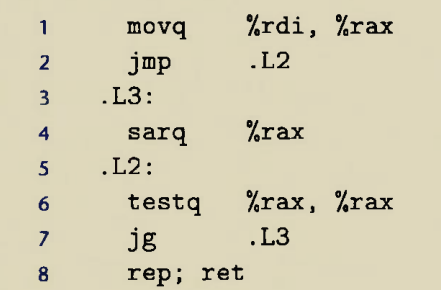 1 movq %rdi, %rax
2 jmp .L2
3 .L3:
4 sarq %rax
5 .L2:
6 testq %rax, %rax
7 jg .L3
8 rep; ret